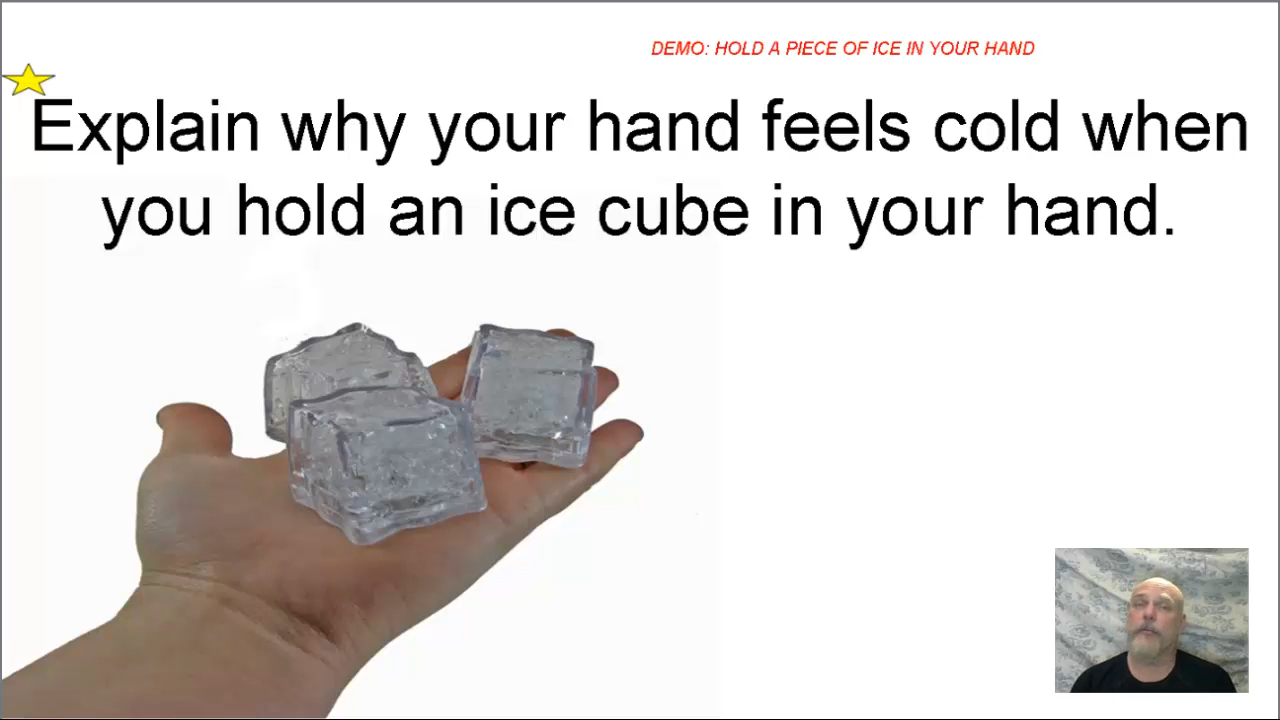 DEMO: HOLD A PIECE OF ICE IN YOUR HAND
Explain why your hand feels cold when
you hold an ice cube in your hand.